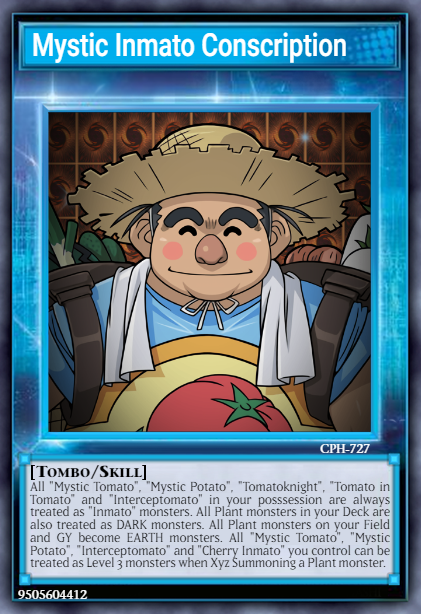 Mystic Inmato Conscription
CPH-727
[Tombo/Skill]
All "Mystic Tomato", "Mystic Potato", "Tomatoknight", "Tomato in
Tomato" and "Interceptomato" in your posssession are always
treated as "Inmato" monsters. All Plant monsters in your Deck are
also treated as DARK monsters. All Plant monsters on your Field
and GY become EARTH monsters. All "Mystic Tomato", "Mystic
Potato", "Interceptomato" and "Cherry Inmato" you control can be
treated as Level 3 monsters when Xyz Summoning a Plant monster.
9505604412